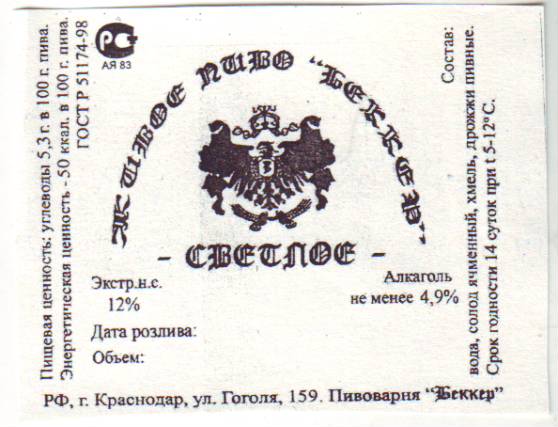 Пищевая ценность: углеводы 5,3 г. в 100 г. пива.
Энергетическая ценность - 50 ккал. в 100 г. пива.
ГОСТ Р 51174-98
РС
АЯ 83
"ЖИВОЕ ПИВО "БЕККЕР"
- СВЕТЛОЕ -
Экстр.н.с.
12%
Алкаголь
не менее 4,9%
Дата розлива:
Объем:
Состав:
вода, солод ячменный, хмель, дрожжи пивные.
Срок годности 14 суток при t 5-12°С.
РФ, г. Краснодар, ул. Гоголя, 159. Пивоварня "Беккер"